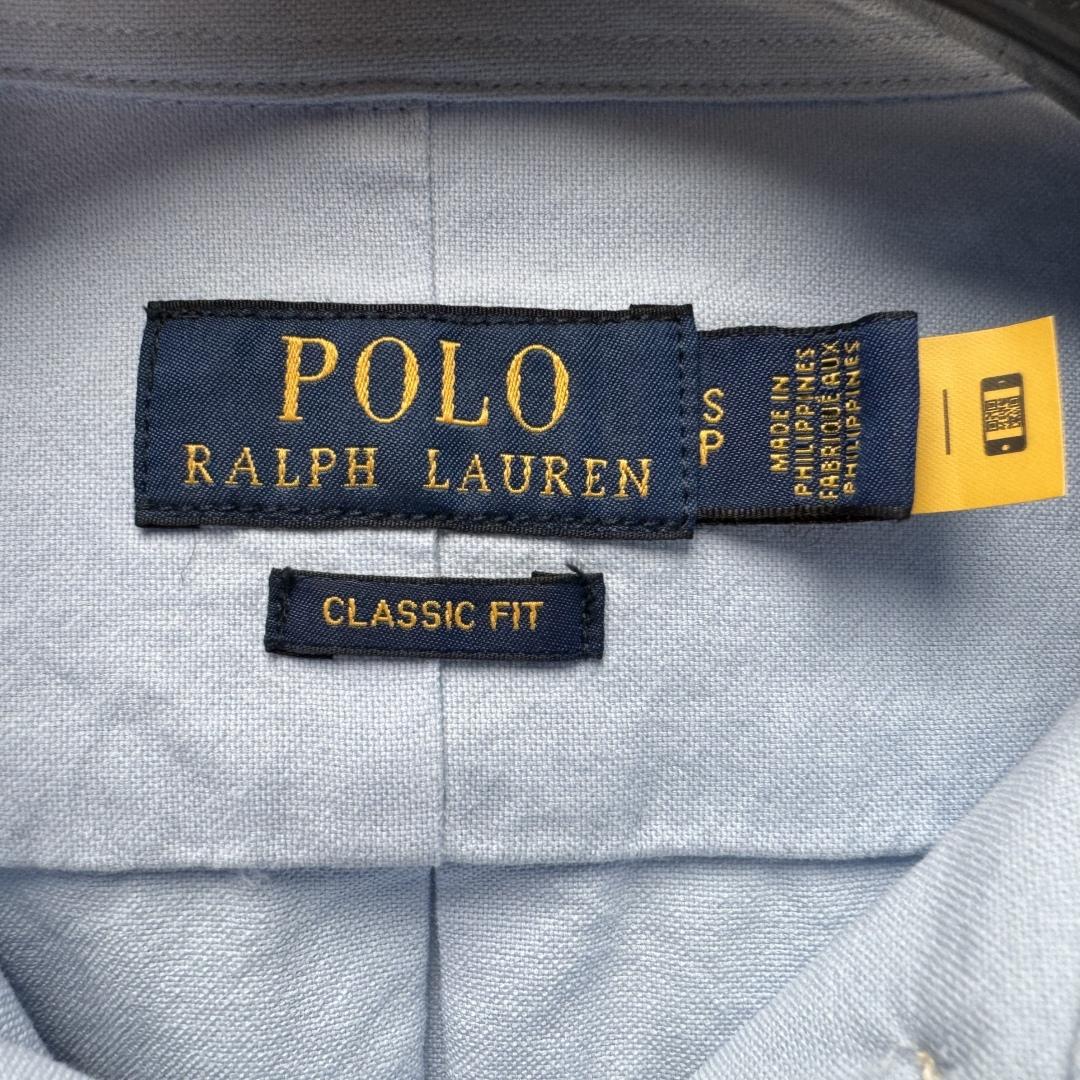 POLO
RALPH LAUREN
S
P
MADE IN
PHILIPPINES
FABRIQUÉ AUX
PHILIPPINES
CLASSIC FIT